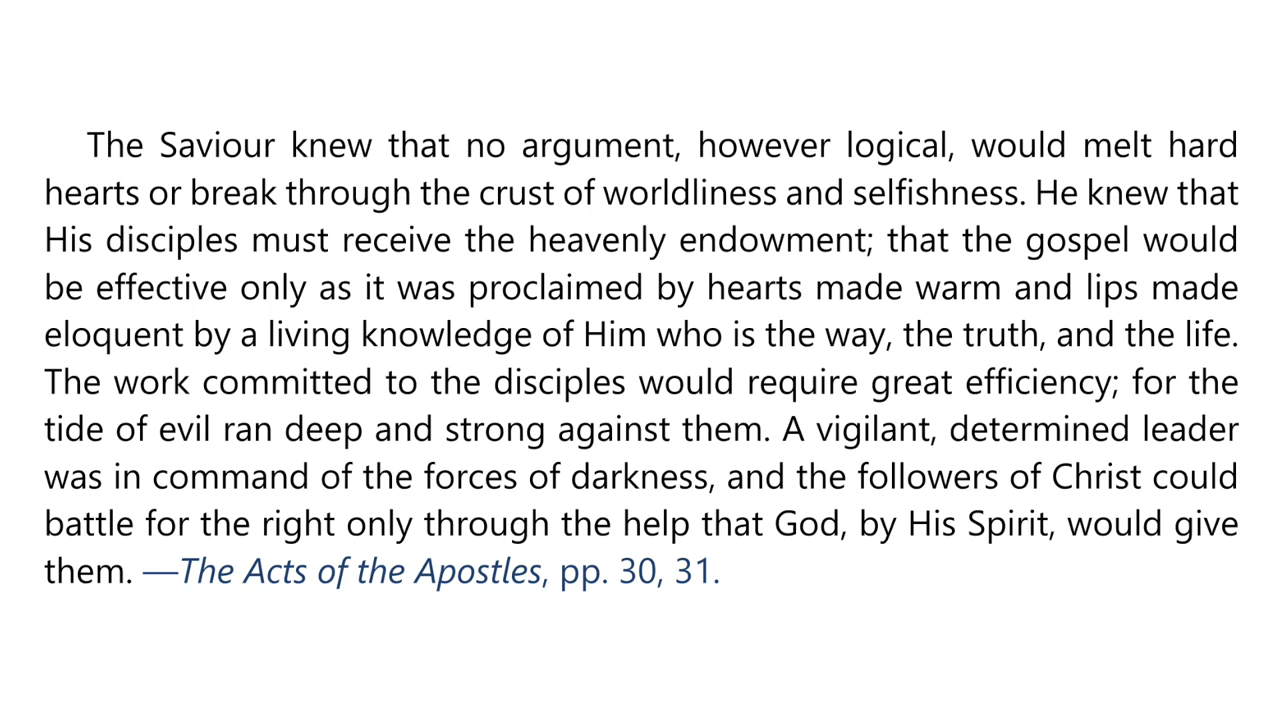 The Saviour knew that no argument, however logical, would melt hard
hearts or break through the crust of worldliness and selfishness. He knew that
His disciples must receive the heavenly endowment; that the gospel would
be effective only as it was proclaimed by hearts made warm and lips made
eloquent by a living knowledge of Him who is the way, the truth, and the life.
The work committed to the disciples would require great efficiency; for the
tide of evil ran deep and strong against them. A vigilant, determined leader
was in command of the forces of darkness, and the followers of Christ could
battle for the right only through the help that God, by His Spirit, would give
them. —The Acts of the Apostles, pp. 30, 31.